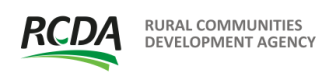 RCDA
RURAL COMMUNITIES
DEVELOPMENT AGENCY